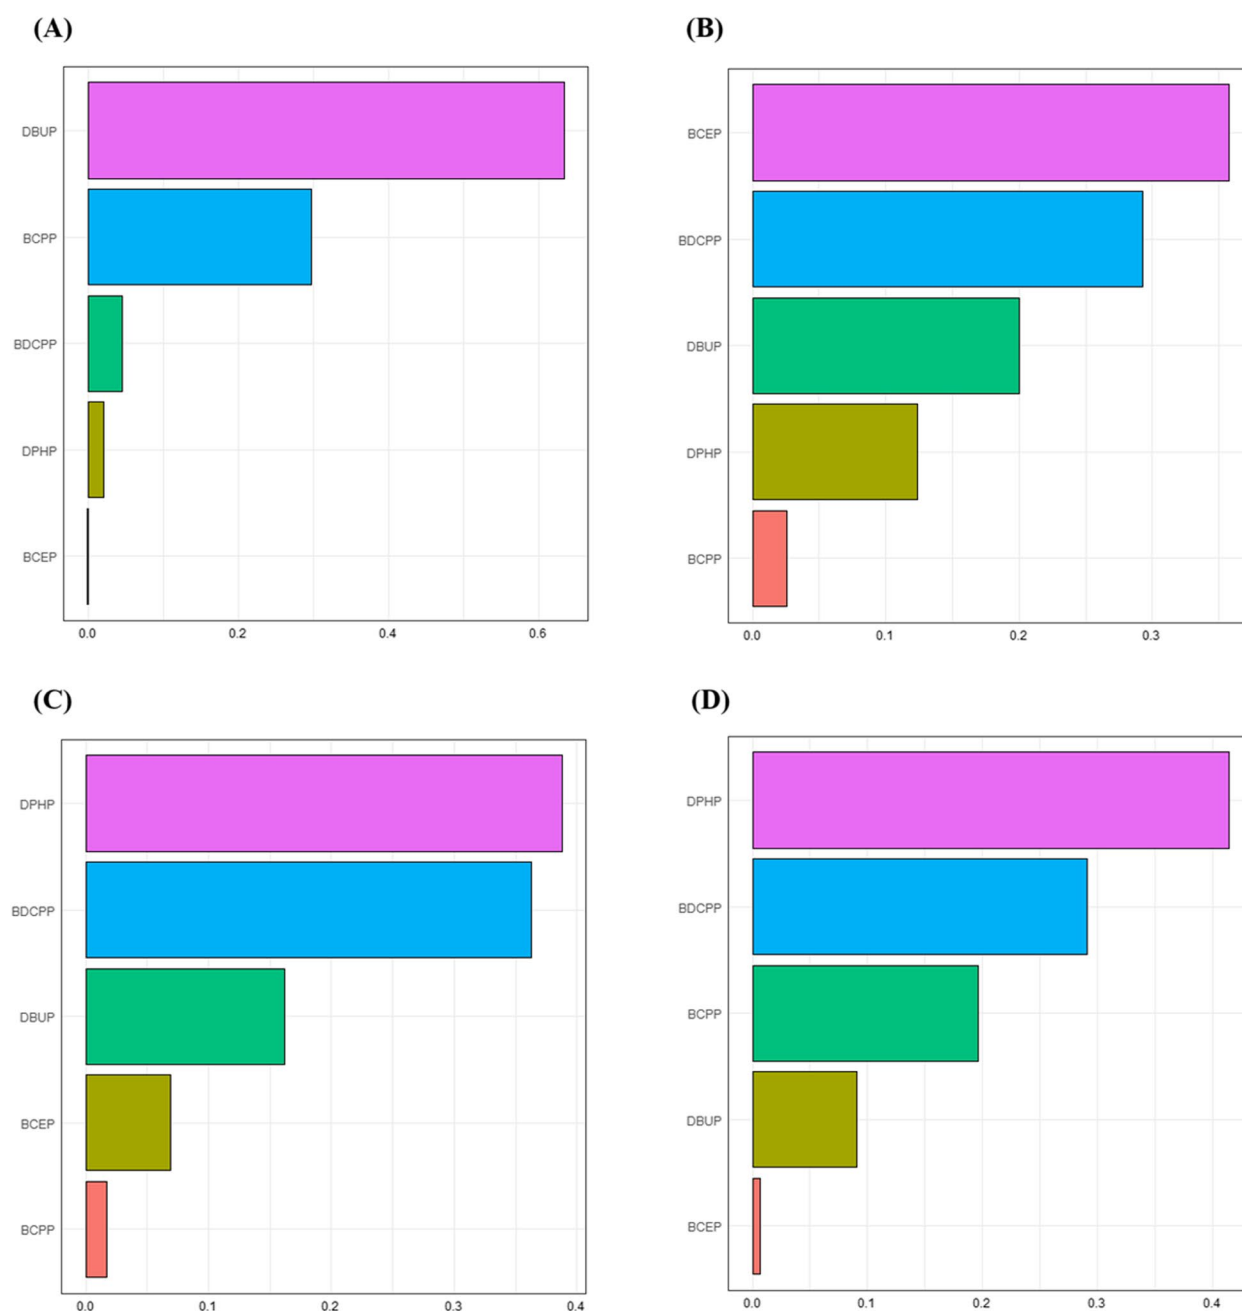 (A)
DBUP
BCPP
BDCPP
DPHP
BCEP
0.0 0.2 0.4 0.6
(B)
BCEP
BDCPP
DBUP
DPHP
BCPP
0.0 0.1 0.2 0.3
(C)
DPHP
BDCPP
DBUP
BCEP
BCPP
0.0 0.1 0.2 0.3 0.4
(D)
DPHP
BDCPP
BCPP
DBUP
BCEP
0.0 0.1 0.2 0.3 0.4